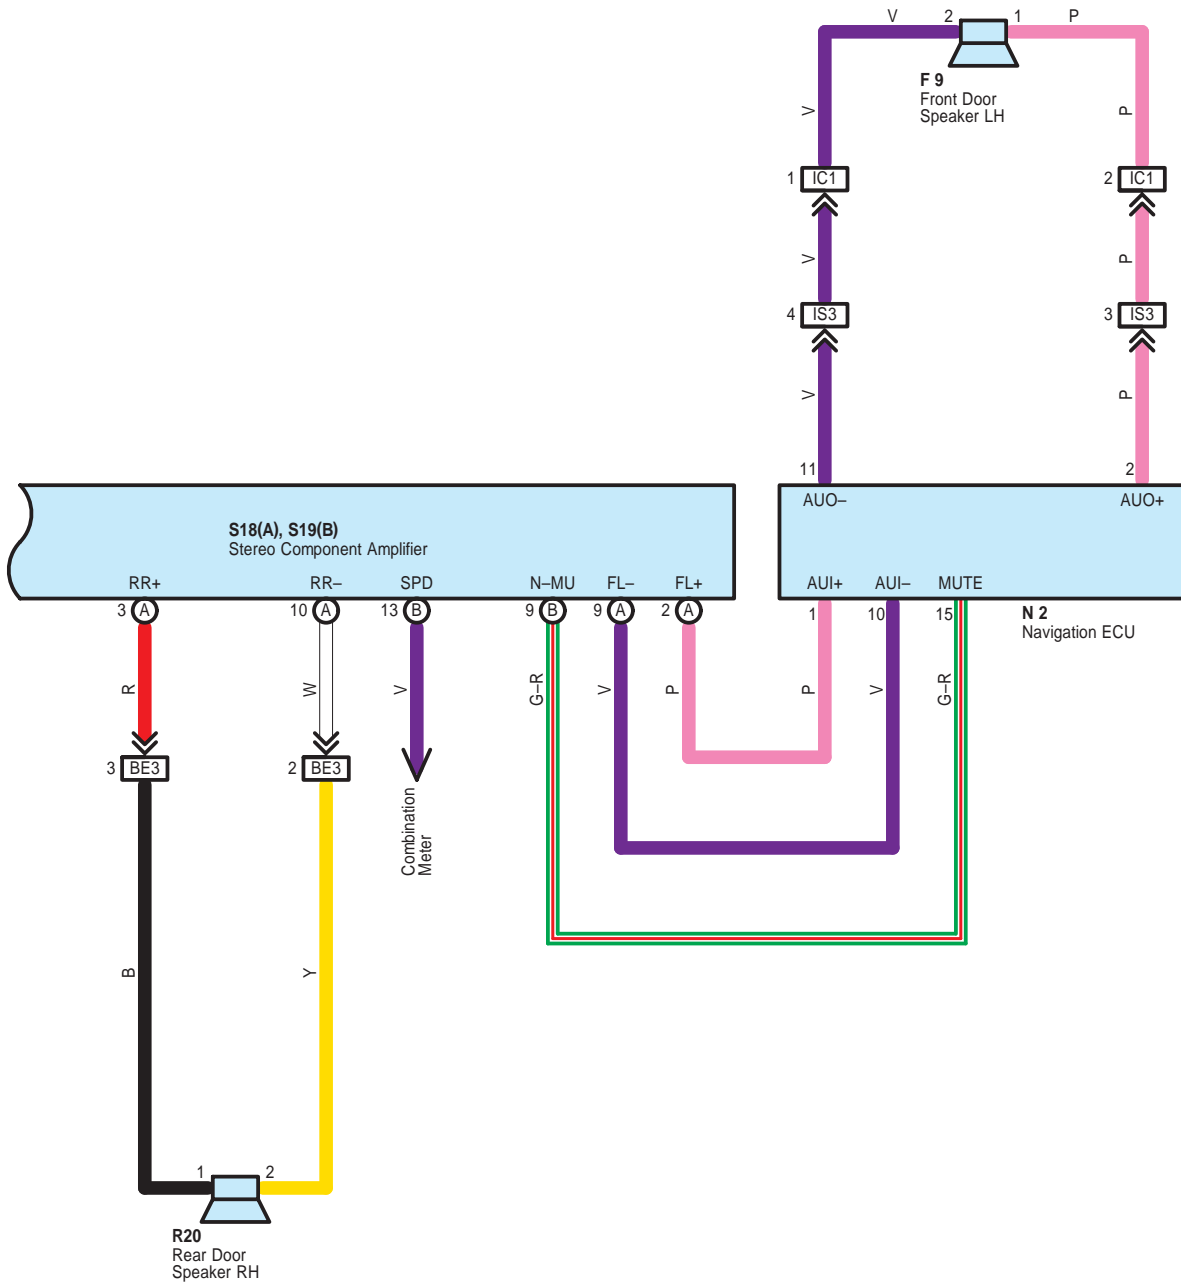 V 2 1 P
F 9
Front Door
Speaker LH
V P
1 IC1 2 IC1
V P
4 IS3 3 IS3
V P
11 2
AUO– AUO+
S18(A), S19(B)
Stereo Component Amplifier
RR+ RR– SPD N–MU FL– FL+ AUI+ AUI– MUTE
3 A 10 A 13 B 9 B 9 A 2 A 1 10 15
N 2
Navigation ECU
R W V G–R V P P V G–R
3 BE3 2 BE3
Combination
Meter
B Y
1 2
R20
Rear Door
Speaker RH